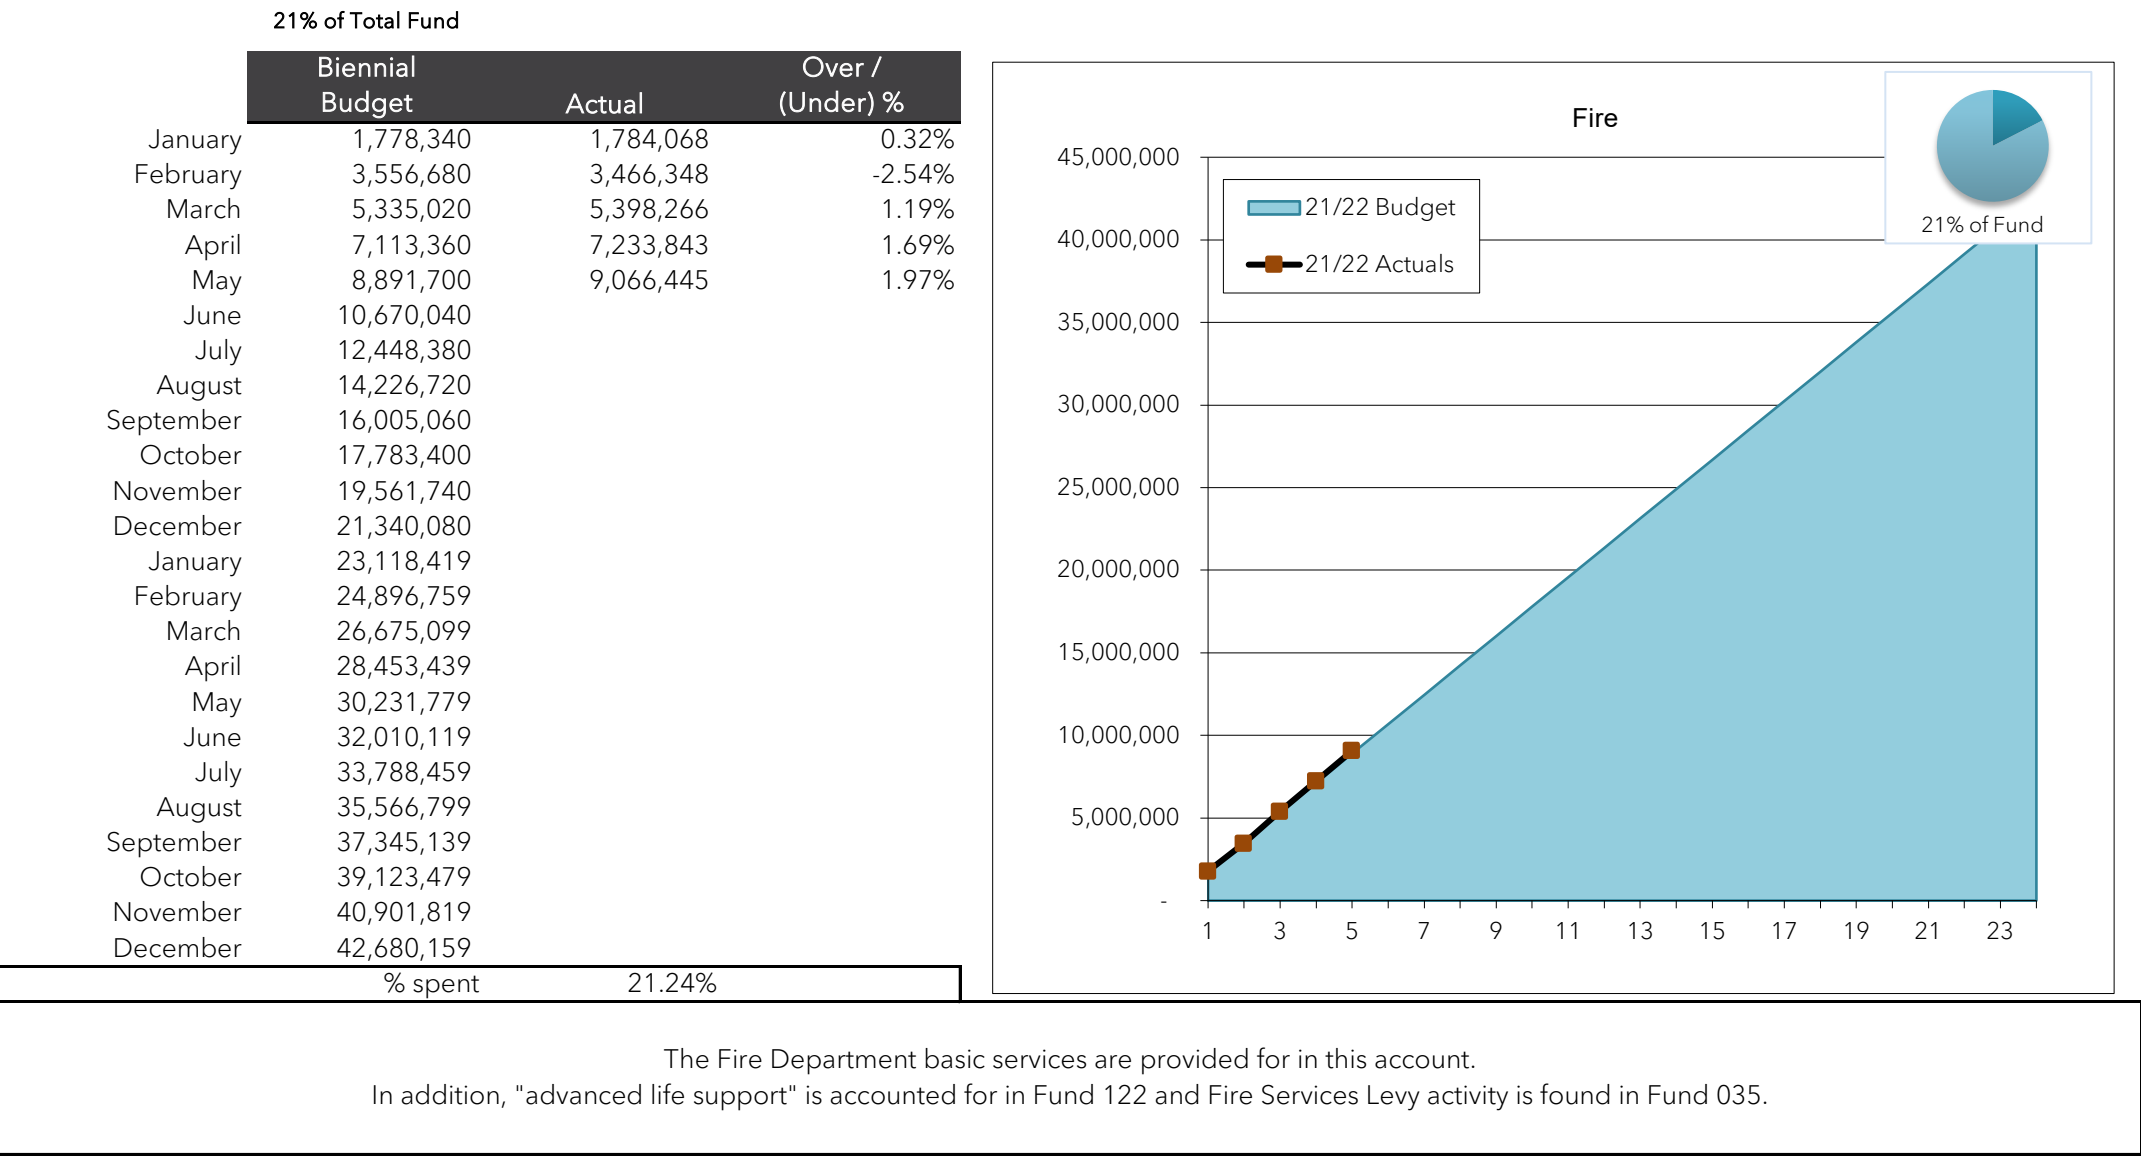 21% of Total Fund
Biennial Budget Actual Over / (Under) %
January 1,778,340 1,784,068 0.32%
February 3,556,680 3,466,348 -2.54%
March 5,335,020 5,398,266 1.19%
April 7,113,360 7,233,843 1.69%
May 8,891,700 9,066,445 1.97%
June 10,670,040
July 12,448,380
August 14,226,720
September 16,005,060
October 17,783,400
November 19,561,740
December 21,340,080
January 23,118,419
February 24,896,759
March 26,675,099
April 28,453,439
May 30,231,779
June 32,010,119
July 33,788,459
August 35,566,799
September 37,345,139
October 39,123,479
November 40,901,819
December 42,680,159
% spent 21.24%
Fire
21% of Fund
21/22 Budget
21/22 Actuals
45,000,000
40,000,000
35,000,000
30,000,000
25,000,000
20,000,000
15,000,000
10,000,000
5,000,000
-
1 3 5 7 9 11 13 15 17 19 21 23
The Fire Department basic services are provided for in this account.
In addition, "advanced life support" is accounted for in Fund 122 and Fire Services Levy activity is found in Fund 035.